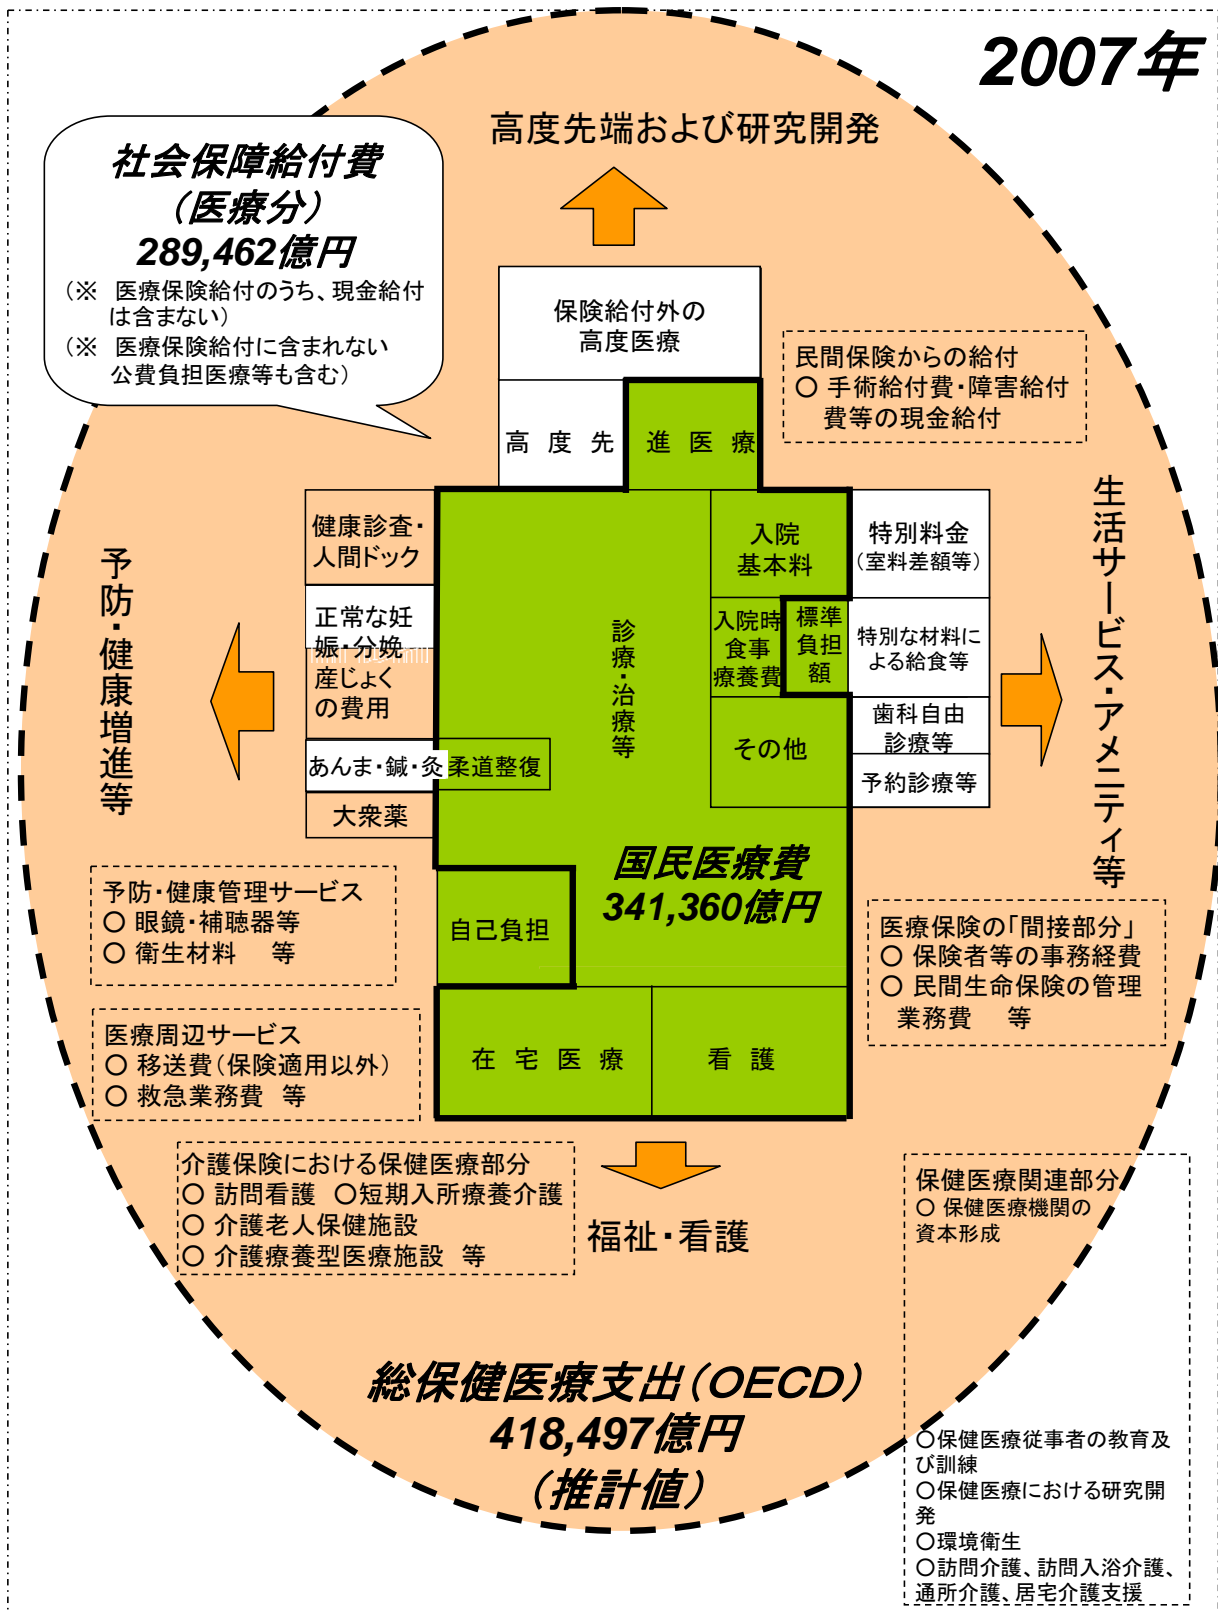 2007年
高度先端および研究開発
社会保障給付費
（医療分）
289,462億円
（※　医療保険給付のうち、現金給付
は含まない）
（※　医療保険給付に含まれない
公費負担医療等も含む）
保険給付外の
高度医療
民間保険からの給付
○ 手術給付費・障害給付
費等の現金給付
高 度 先 進 医 療
健康診査・
人間ドック
正常な妊
娠・分娩
産じょく
の費用
あんま・鍼・灸
柔道整復
大衆薬
予防・健康増進等
診療・治療等
入院
基本料
入院時
食事
療養費
標準
負担
額
その他
特別料金
（室料差額等）
特別な材料に
よる給食等
歯科自由
診療等
予約診療等
生活サービス・アメニティ等
国民医療費
341,360億円
予防・健康管理サービス
○ 眼鏡・補聴器等
○ 衛生材料　等
自己負担
医療保険の「間接部分」
○ 保険者等の事務経費
○ 民間生命保険の管理
業務費　等
医療周辺サービス
○ 移送費（保険適用以外）
○ 救急業務費　等
在 宅 医 療
看 護
介護保険における保健医療部分
○ 訪問看護　○短期入所療養介護
○ 介護老人保健施設
○ 介護療養型医療施設　等
福祉・看護
保健医療関連部分
○ 保健医療機関の
資本形成
総保健医療支出（OECD）
418,497億円
（推計値）
○保健医療従事者の教育及
び訓練
○保健医療における研究開
発
○環境衛生
○訪問介護、訪問入浴介護、
通所介護、居宅介護支援